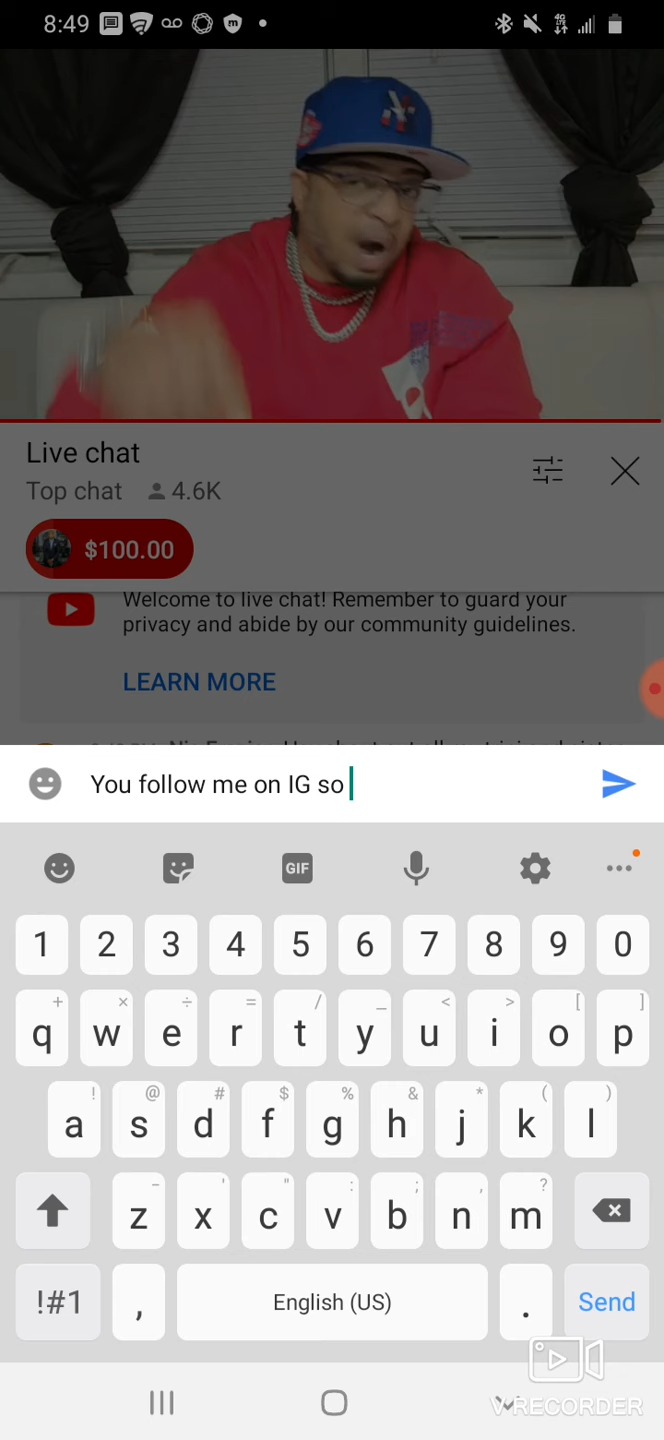 8:49
Live chat
Top chat 4.6K
$100.00
Welcome to live chat! Remember to guard your
privacy and abide by our community guidelines.
LEARN MORE
You follow me on IG so
GIF
1 2 3 4 5 6 7 8 9 0
+ × ÷ = / _ < > [ ]
q w e r t y u i o p
! @ # $ % & * ( )
a s d f g h j k l
- ' " : ; , ?
z x c v b n m
!#1 , English (US) . Send
V RECORDER